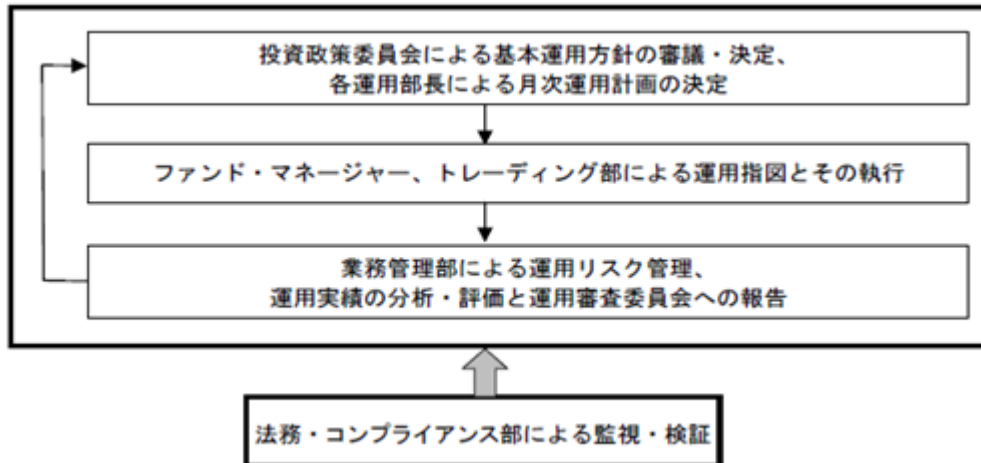 投資政策委員会による基本運用方針の審議・決定、
各運用部長による月次運用計画の決定
ファンド・マネージャー、トレーディング部による運用指図とその執行
業務管理部による運用リスク管理、
運用実績の分析・評価と運用審査委員会への報告
法務・コンプライアンス部による監視・検証